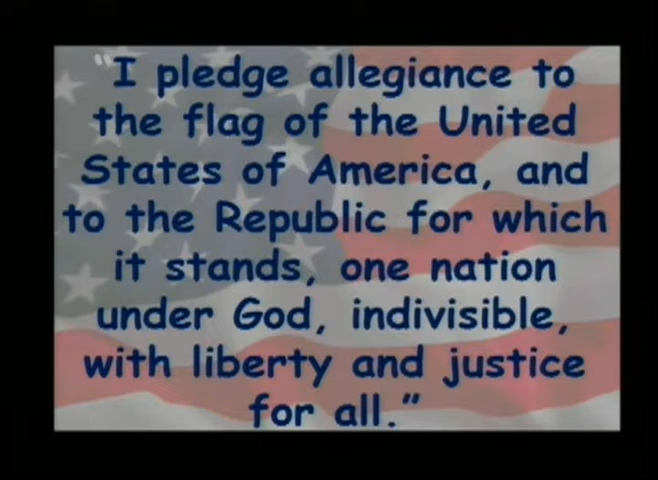 “I pledge allegiance to
the flag of the United
States of America, and
to the Republic for which
it stands, one nation
under God, indivisible,
with liberty and justice
for all.”